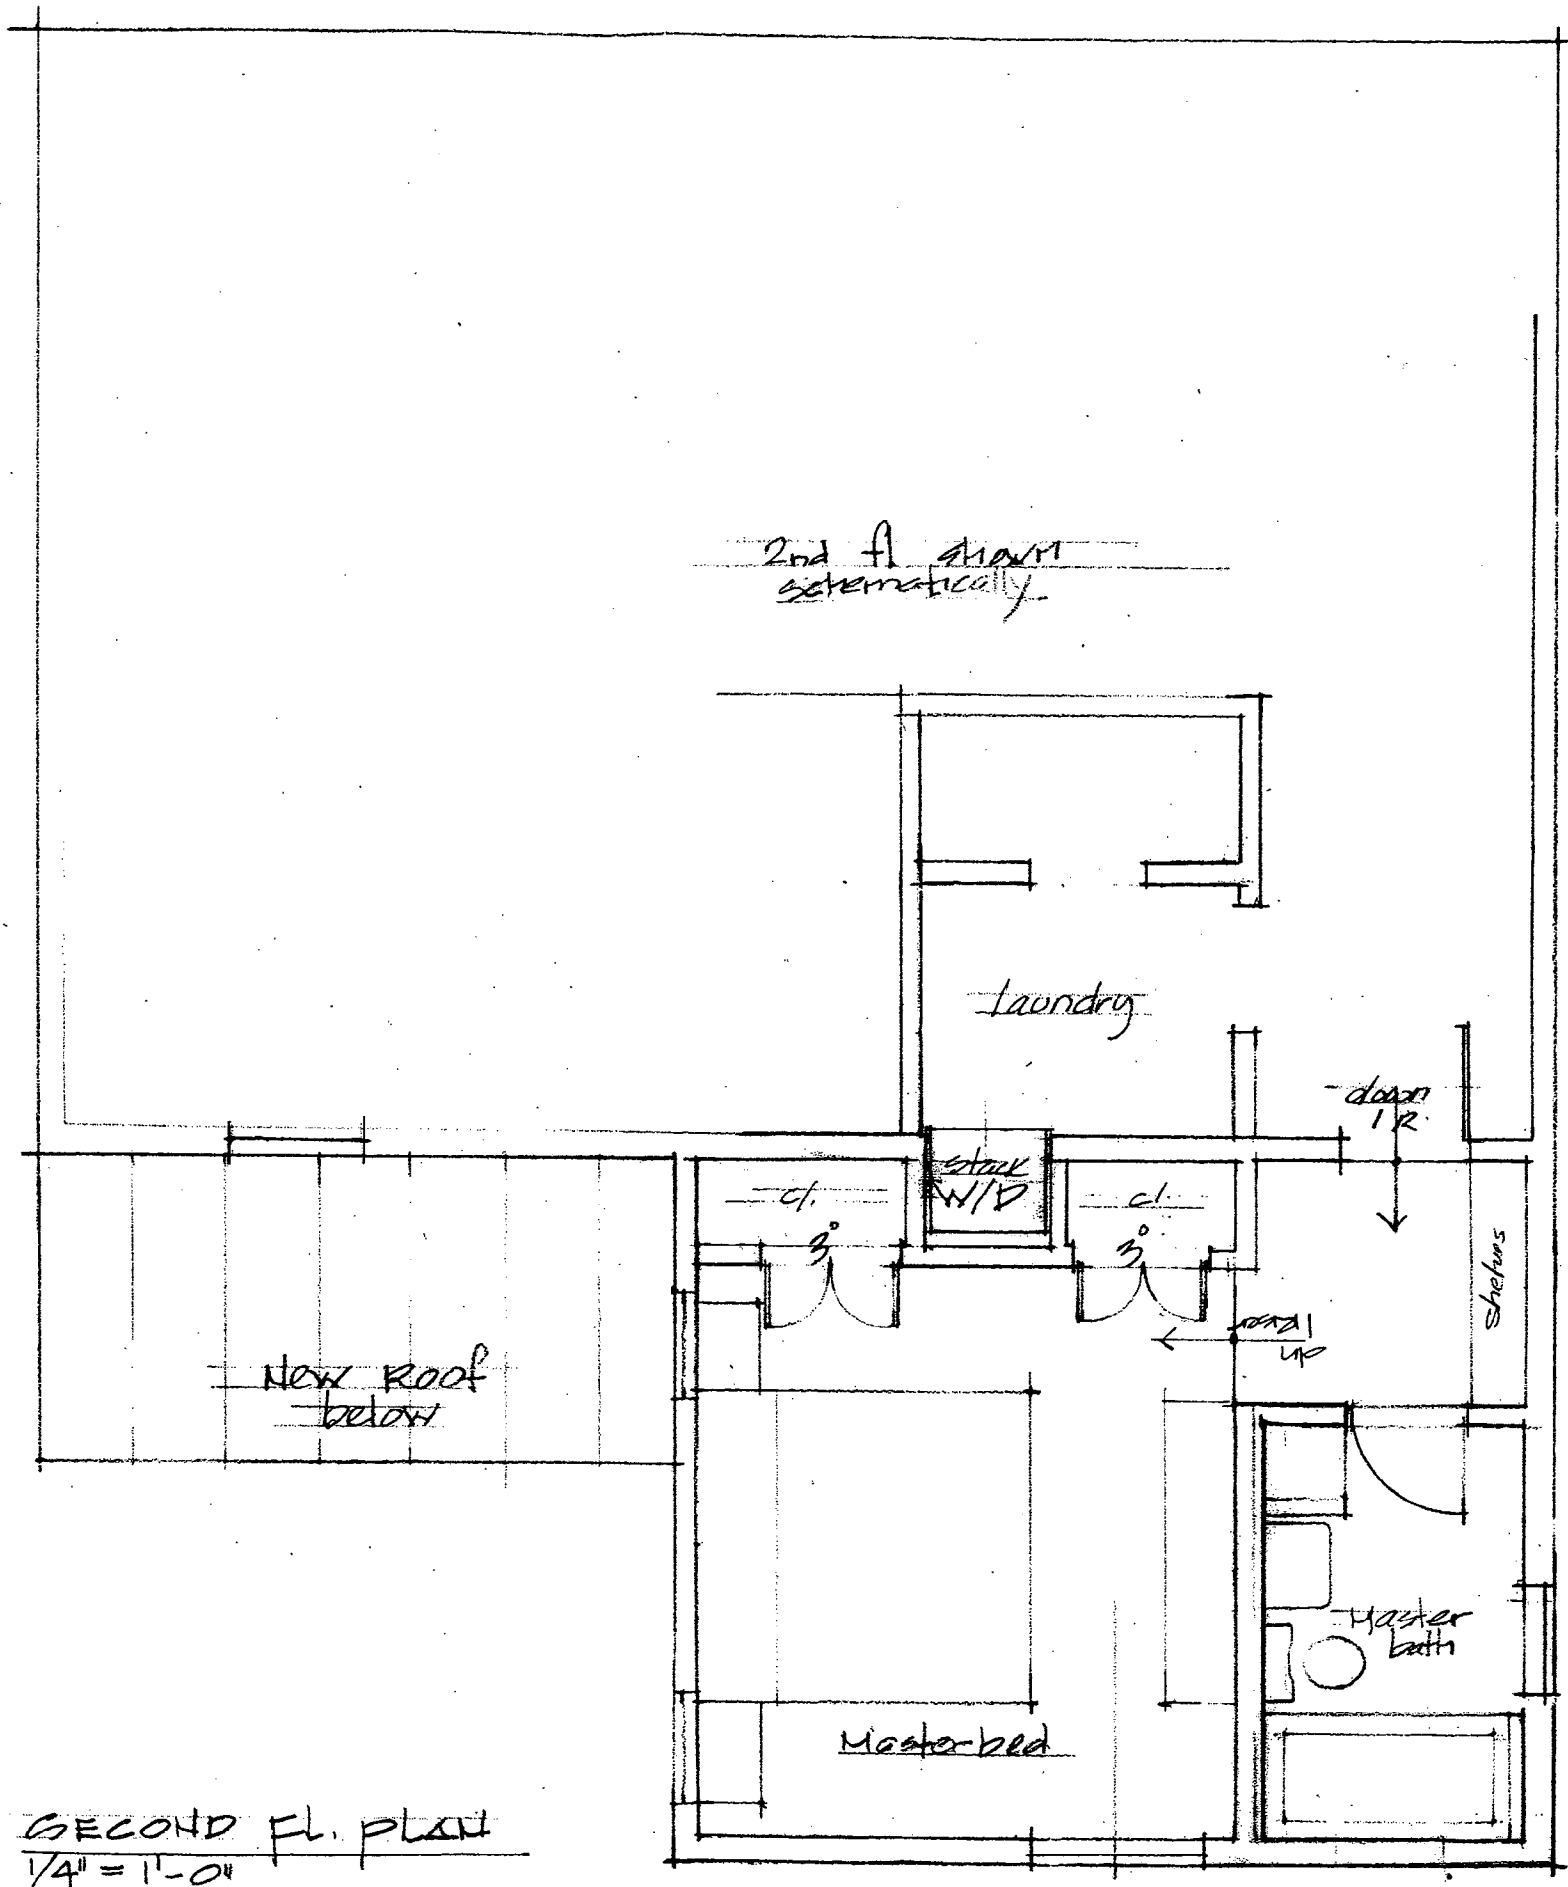 2nd fl shown
schematically.
Laundry
down
1 R.
stack
W/D
cl.
3°
cl.
3°
shelves
1 R
up
New Roof
below
Master
bath
Master bed
SECOND FL. PLAN
1/4" = 1'-0"